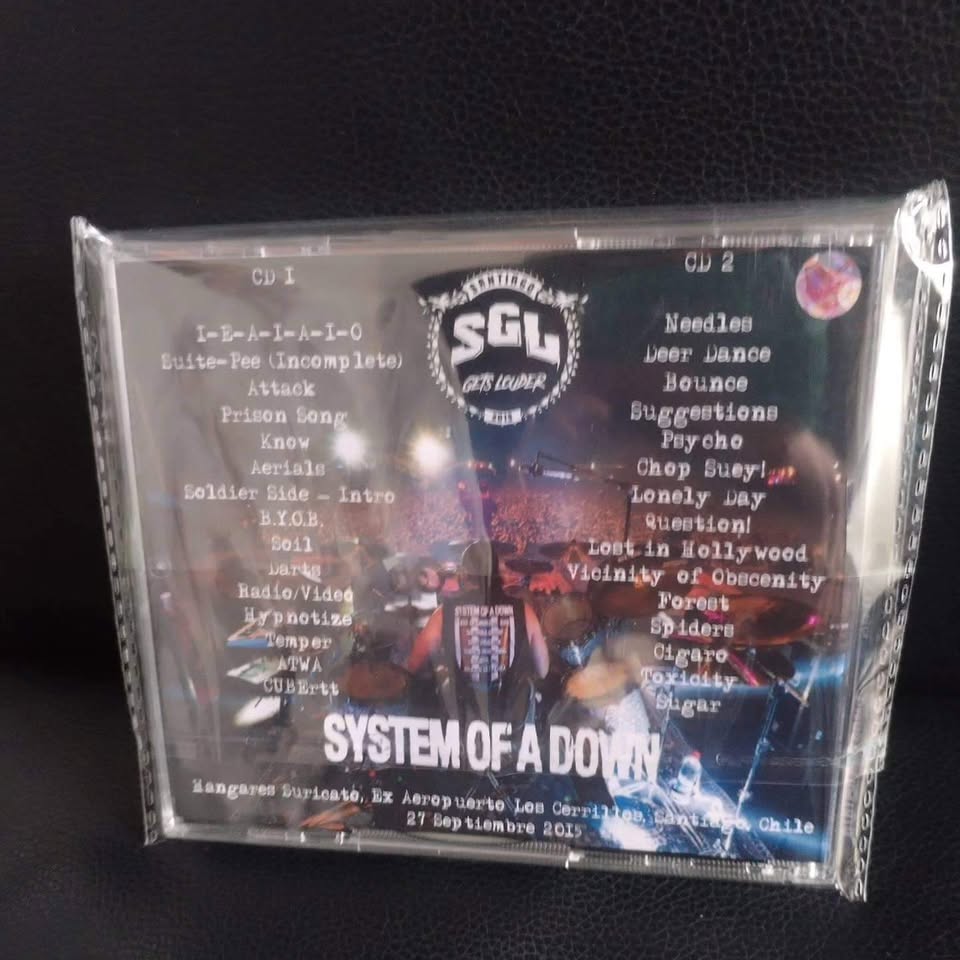 CD I
I-E-A-I-A-I-O
Suite-Pee (Incomplete)
Attack
Prison Song
Know
Aerials
Soldier Side - Intro
B.Y.O.B.
Soil
Darts
Radio/Video
Hypnotize
Temper
ATWA
CUBErtt
SANTIAGO
SGL
GETS LOUDER
2015
CD 2
Needles
Deer Dance
Bounce
Suggestions
Psycho
Chop Suey!
Lonely Day
Question!
Lost in Hollywood
Vicinity of Obscenity
Forest
Spiders
Cigaro
Toxicity
Sugar
SYSTEM OF A DOWN
SYSTEM OF A DOWN
Hangares Suricato, Ex Aeropuerto Los Cerrillos, Santiago, Chile
27 Septiembre 2015